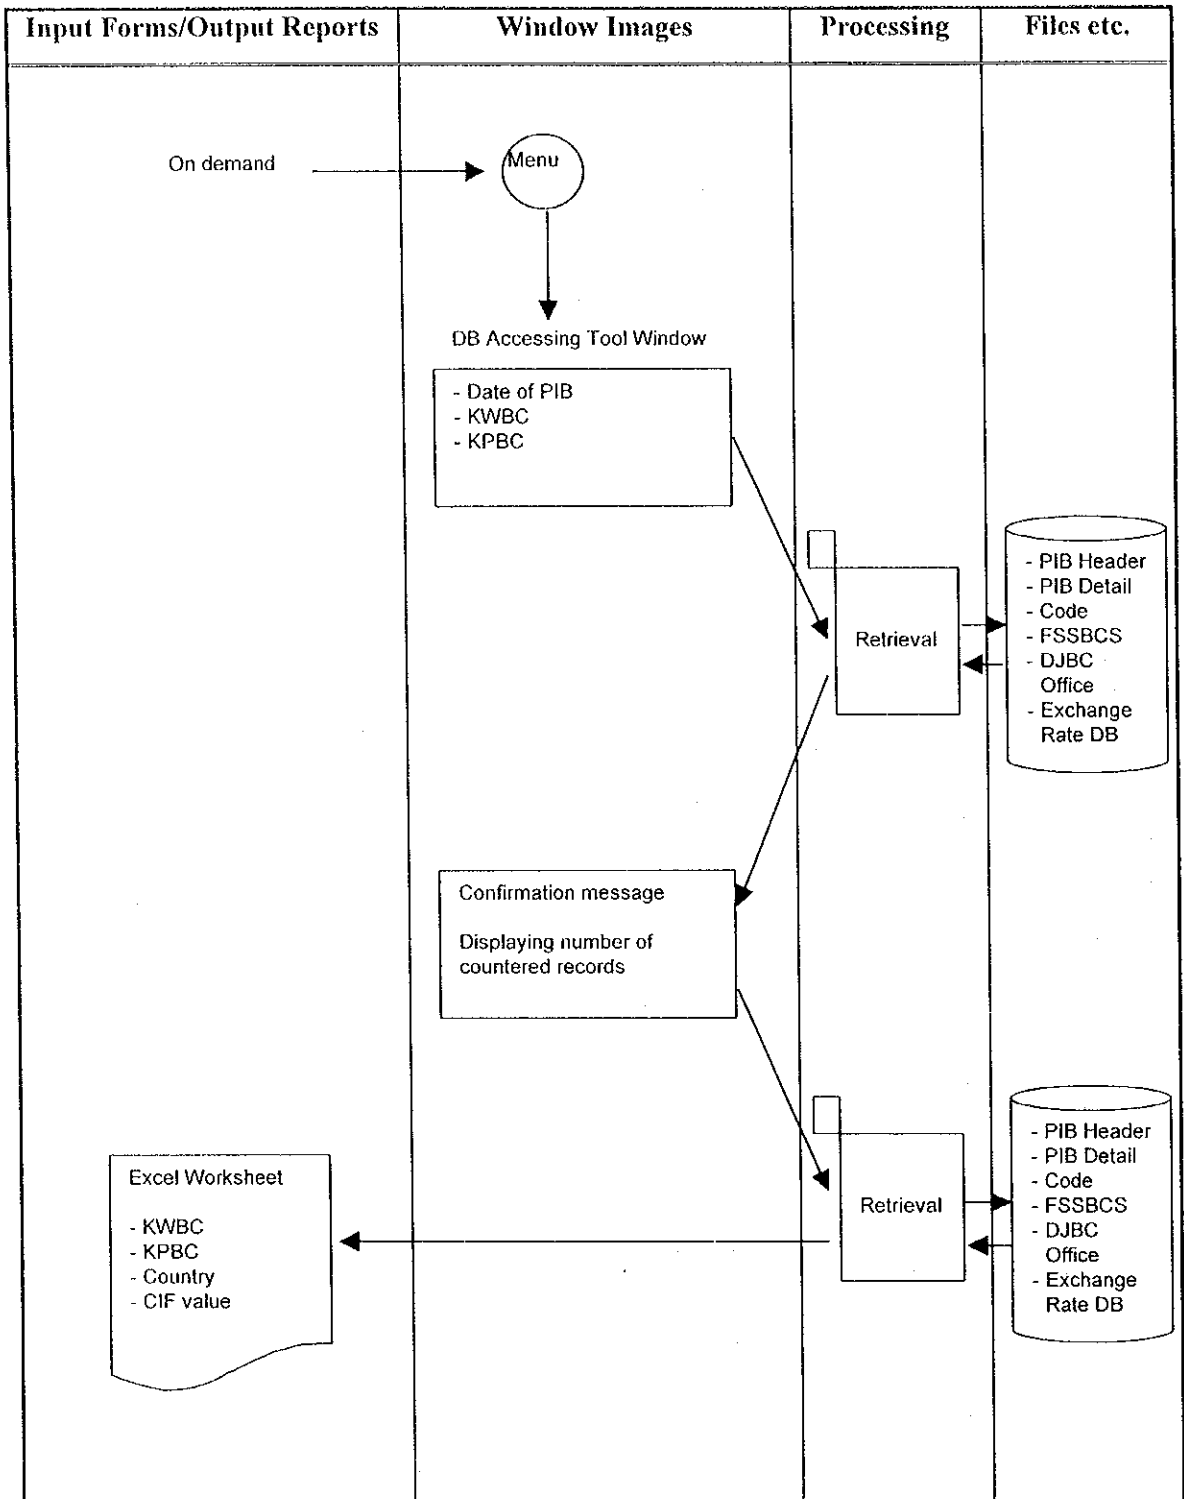 Input Forms/Output Reports
Window Images
Processing
Files etc.
On demand
Menu
DB Accessing Tool Window
- Date of PIB
- KWBC
- KPBC
Retrieval
- PIB Header
- PIB Detail
- Code
- FSSBCS
- DJBC
Office
- Exchange
Rate DB
Confirmation message
Displaying number of
countered records
Excel Worksheet
- KWBC
- KPBC
- Country
- CIF value
Retrieval
- PIB Header
- PIB Detail
- Code
- FSSBCS
- DJBC
Office
- Exchange
Rate DB